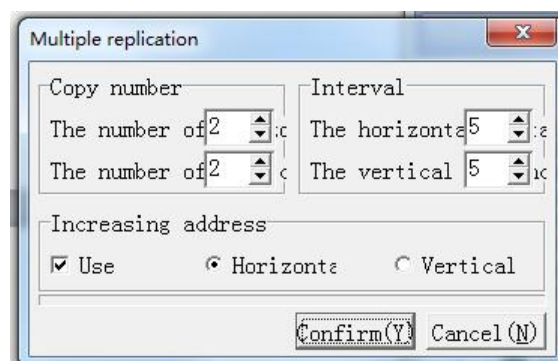 Multiple replication
Copy number
The number of 2
The number of 2
Interval
The horizonta 5
The vertical 5
Increasing address
Use Horizonta Vertical
Confirm(Y) Cancel(N)